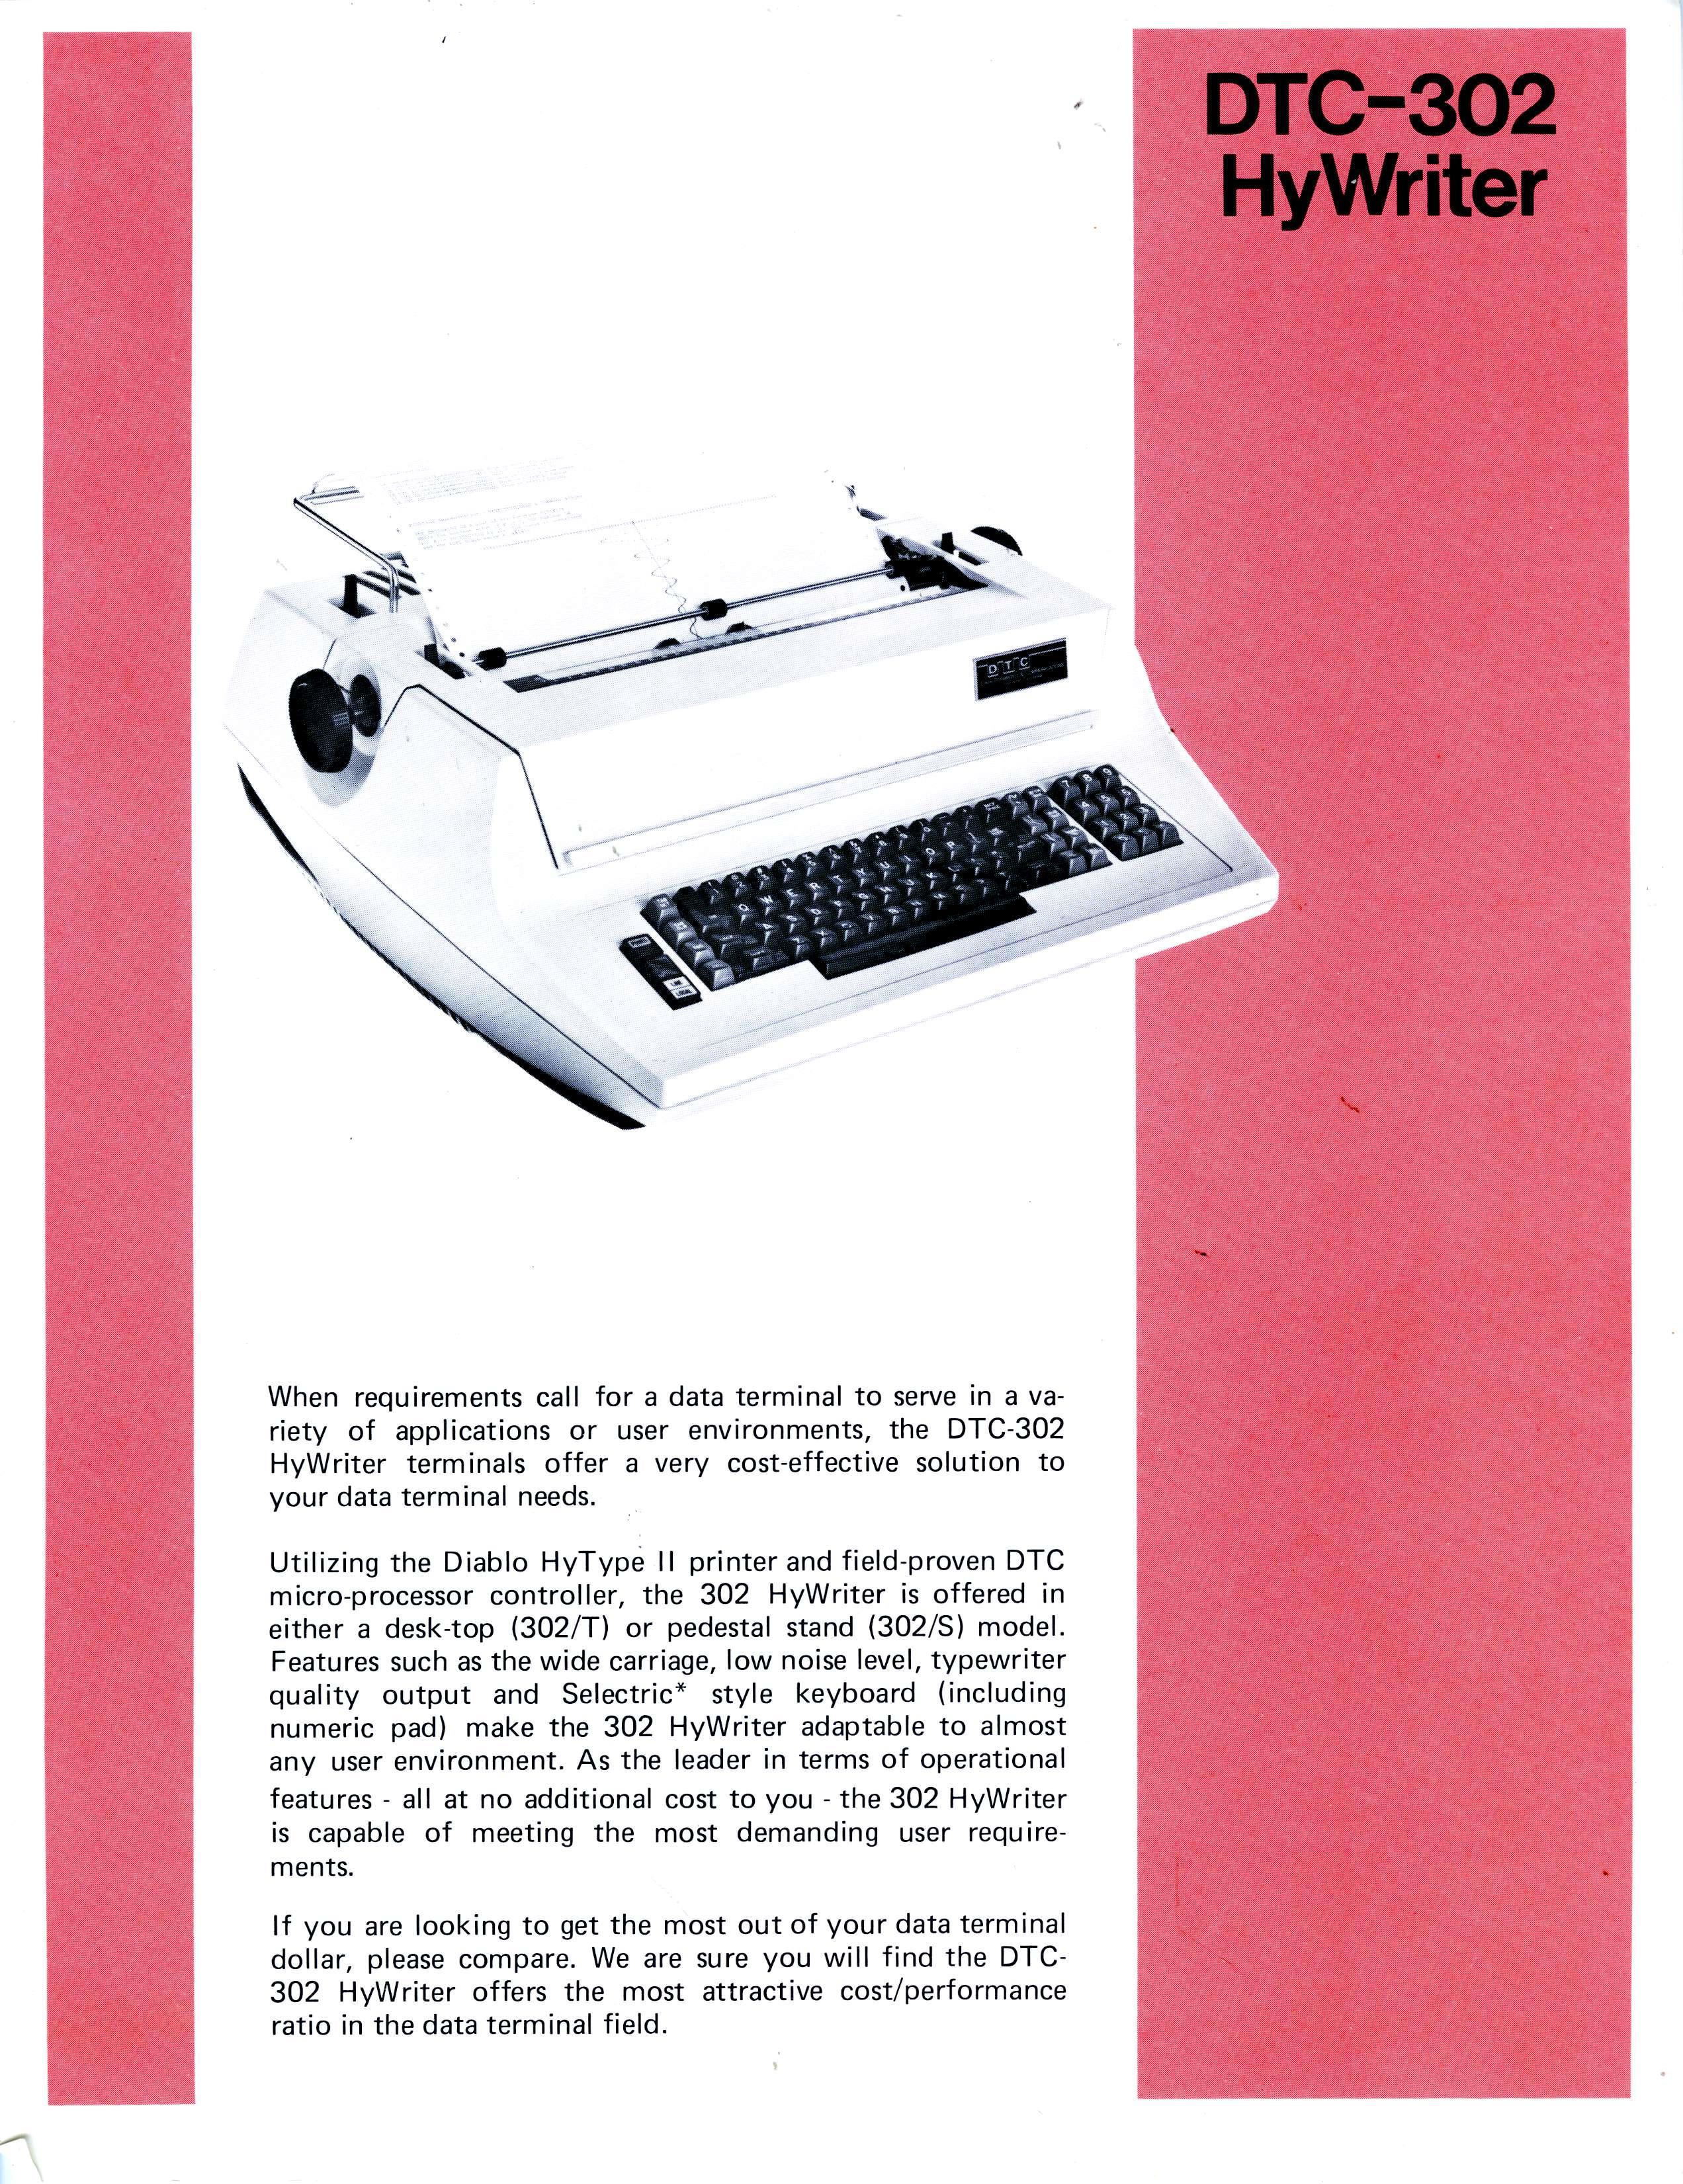 DTC-302
HyWriter
DTC
When requirements call for a data terminal to serve in a va-
riety of applications or user environments, the DTC-302
HyWriter terminals offer a very cost-effective solution to
your data terminal needs.
Utilizing the Diablo HyType II printer and field-proven DTC
micro-processor controller, the 302 HyWriter is offered in
either a desk-top (302/T) or pedestal stand (302/S) model.
Features such as the wide carriage, low noise level, typewriter
quality output and Selectric* style keyboard (including
numeric pad) make the 302 HyWriter adaptable to almost
any user environment. As the leader in terms of operational
features - all at no additional cost to you - the 302 HyWriter
is capable of meeting the most demanding user require-
ments.
If you are looking to get the most out of your data terminal
dollar, please compare. We are sure you will find the DTC-
302 HyWriter offers the most attractive cost/performance
ratio in the data terminal field.